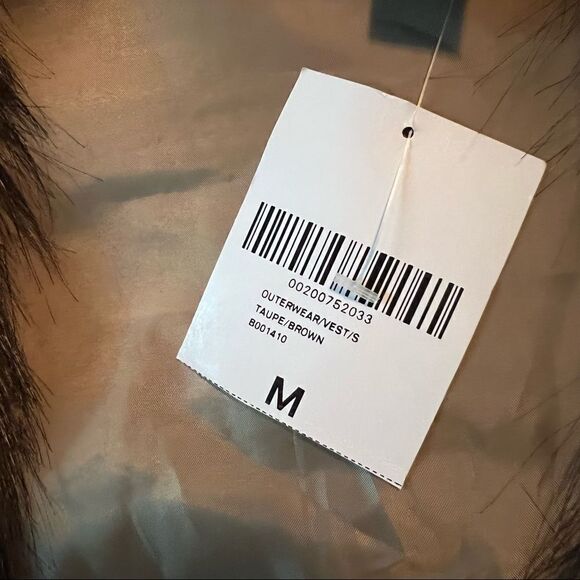 00200752033
OUTERWEAR/VEST/S
TAUPE/BROWN
B001410
M